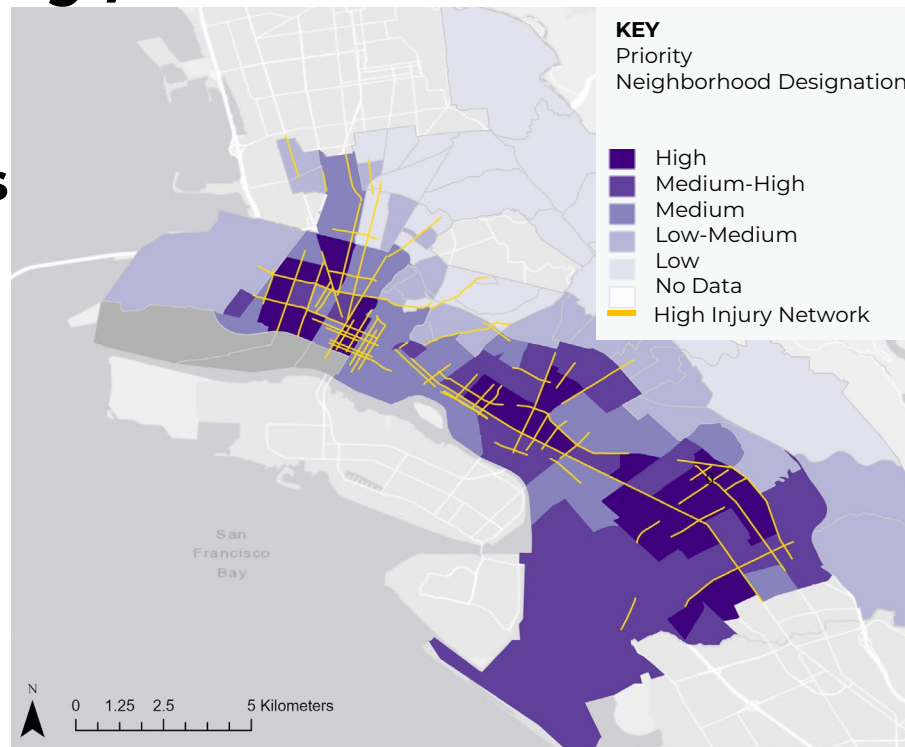 g,
s
KEY
Priority
Neighborhood Designation
High
Medium-High
Medium
Low-Medium
Low
No Data
High Injury Network
San
Francisco
Bay
N
0 1.25 2.5 5 Kilometers